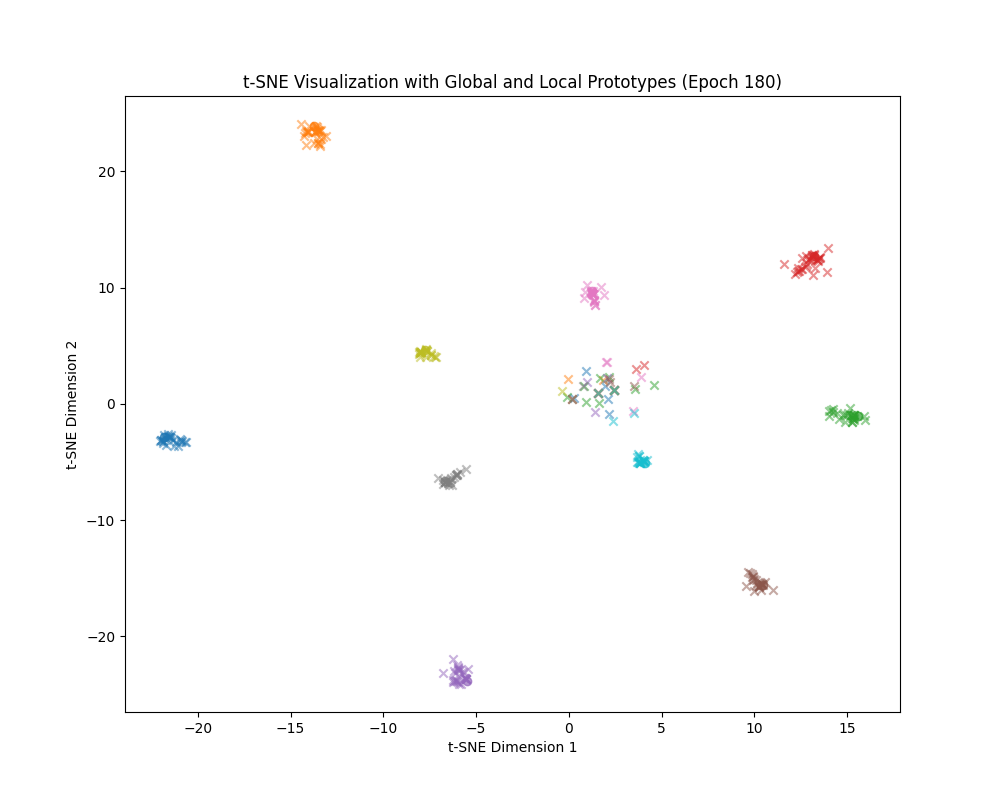 t-SNE Visualization with Global and Local Prototypes (Epoch 180)
20
10
0
−10
−20
t-SNE Dimension 2
−20 −15 −10 −5 0 5 10 15
t-SNE Dimension 1